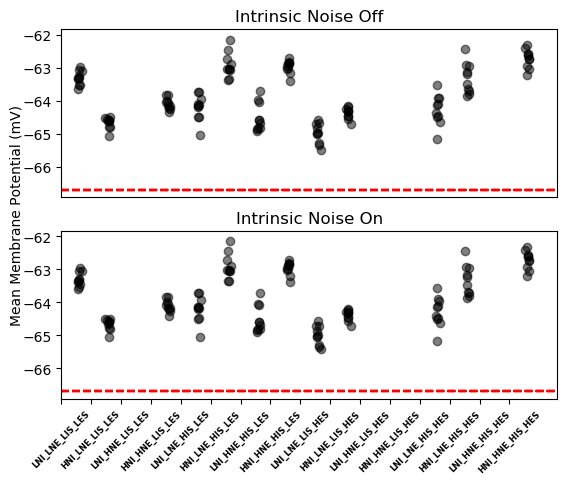 Intrinsic Noise Off
−62
−63
−64
−65
−66
Mean Membrane Potential (mV)
Intrinsic Noise On
−62
−63
−64
−65
−66
LNI_LNE_LIS_LES
HNI_LNE_LIS_LES
LNI_HNE_LIS_LES
HNI_HNE_LIS_LES
LNI_LNE_HIS_LES
HNI_LNE_HIS_LES
LNI_HNE_HIS_LES
HNI_HNE_HIS_LES
LNI_LNE_LIS_HES
HNI_LNE_LIS_HES
LNI_HNE_LIS_HES
HNI_HNE_LIS_HES
LNI_LNE_HIS_HES
HNI_LNE_HIS_HES
LNI_HNE_HIS_HES
HNI_HNE_HIS_HES